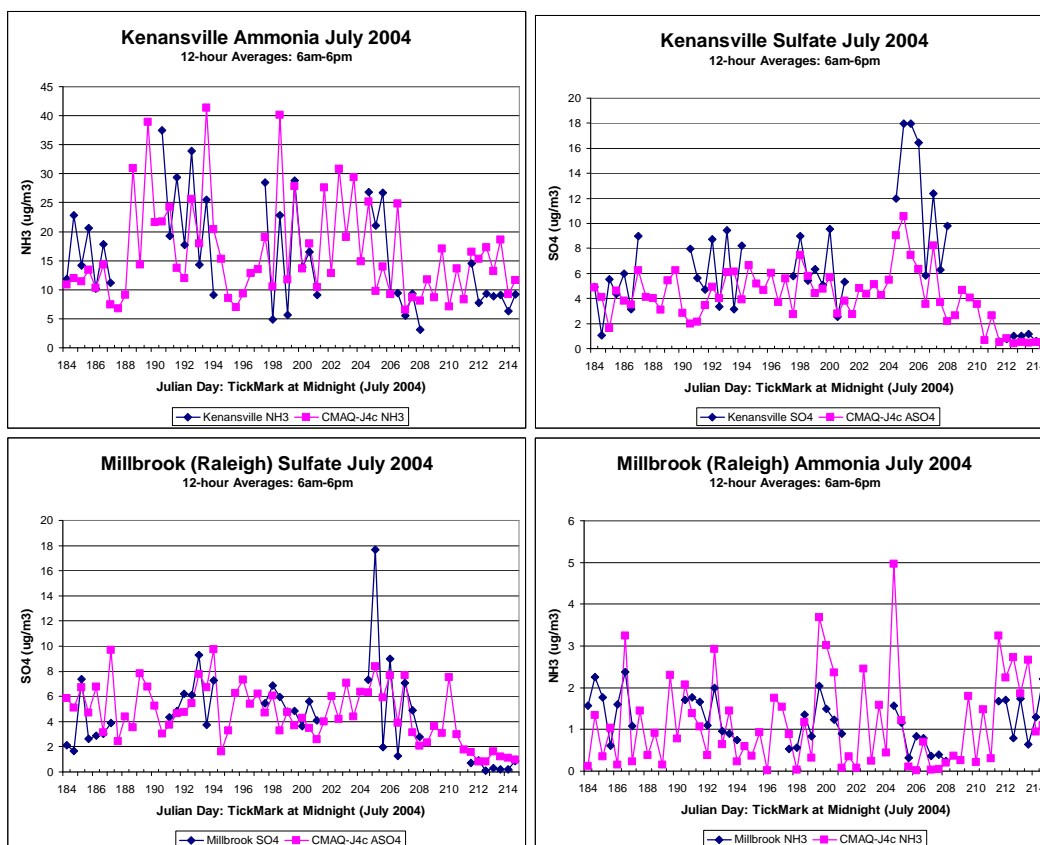 Kenansville Ammonia July 2004
12-hour Averages: 6am-6pm
NH3 (ug/m3)
45
40
35
30
25
20
15
10
5
0
184 186 188 190 192 194 196 198 200 202 204 206 208 210 212 214
Julian Day: TickMark at Midnight (July 2004)
Kenansville NH3 CMAQ-J4c NH3
Kenansville Sulfate July 2004
12-hour Averages: 6am-6pm
SO4 (ug/m3)
20
18
16
14
12
10
8
6
4
2
0
184 186 188 190 192 194 196 198 200 202 204 206 208 210 212 214
Julian Day: TickMark at Midnight (July 2004)
Kenansville SO4 CMAQ-J4c ASO4
Millbrook (Raleigh) Sulfate July 2004
12-hour Averages: 6am-6pm
SO4 (ug/m3)
20
18
16
14
12
10
8
6
4
2
0
184 186 188 190 192 194 196 198 200 202 204 206 208 210 212 214
Julian Day: TickMark at Midnight (July 2004)
Millbrook SO4 CMAQ-J4c ASO4
Millbrook (Raleigh) Ammonia July 2004
12-hour Averages: 6am-6pm
NH3 (ug/m3)
6
5
4
3
2
1
0
184 186 188 190 192 194 196 198 200 202 204 206 208 210 212 214
Julian Day: TickMark at Midnight (July 2004)
Millbrook NH3 CMAQ-J4c NH3